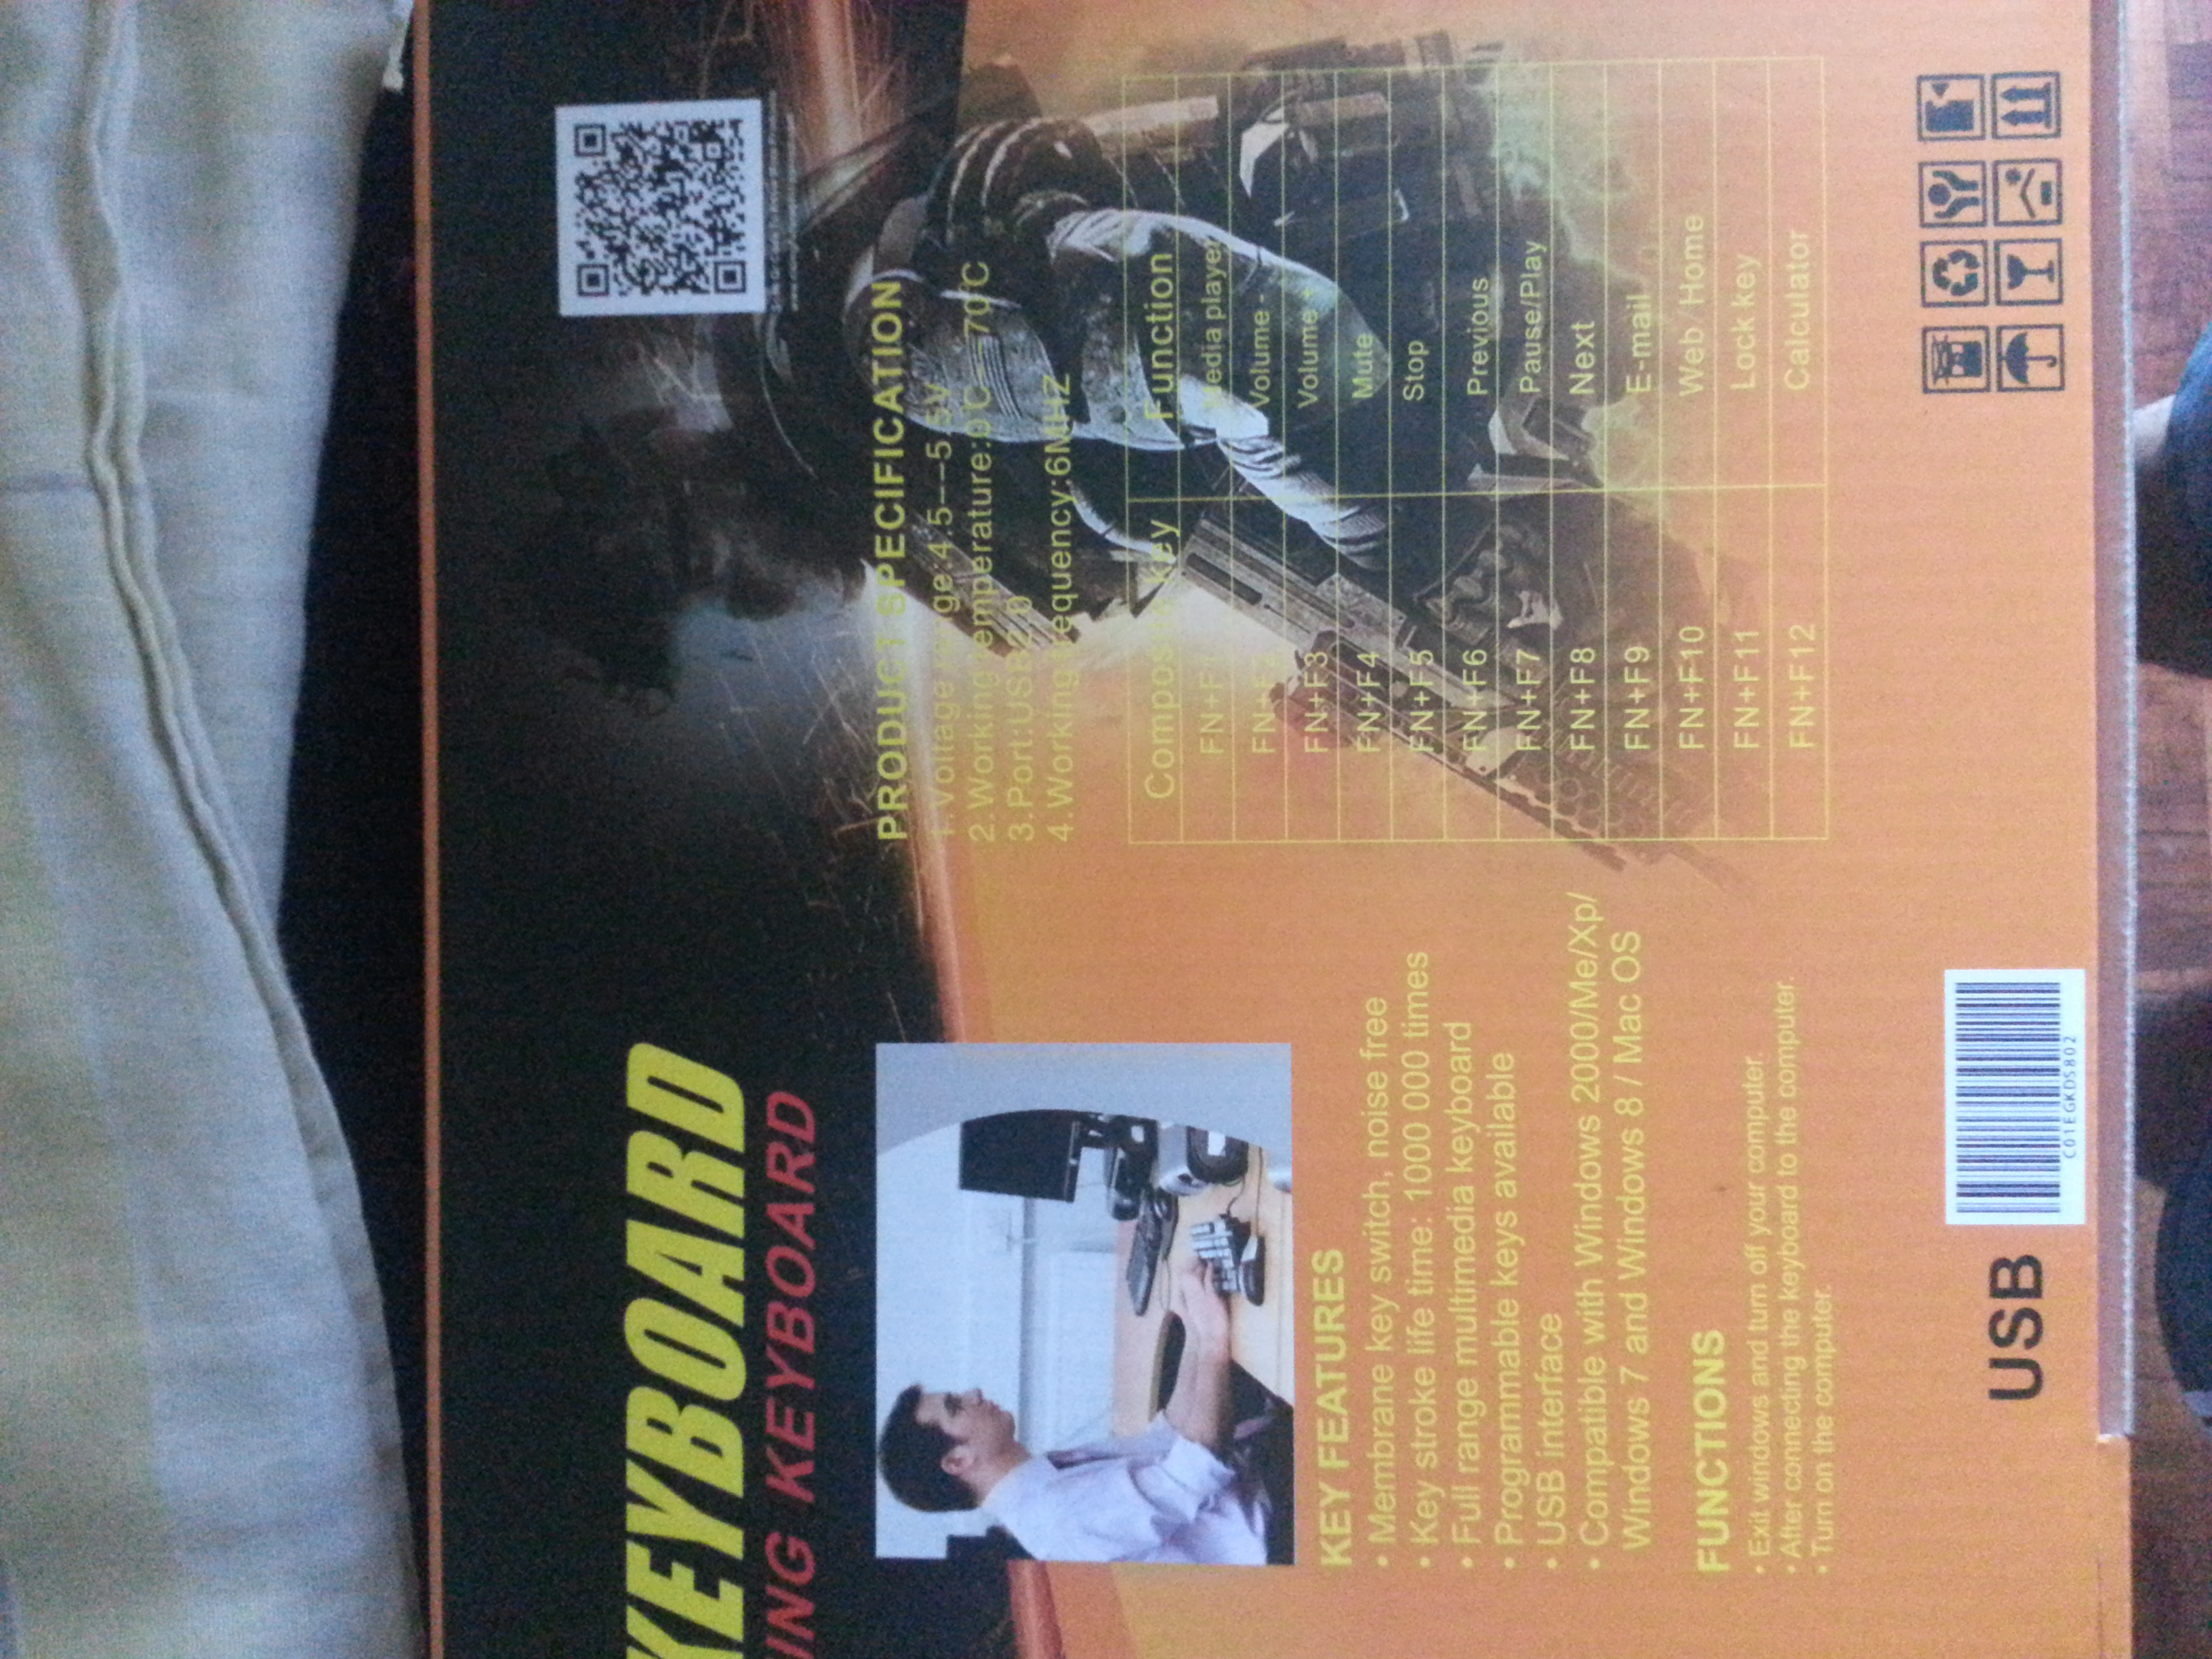 KEYBOARD
ING KEYBOARD
PRODUCT SPECIFICATION
1.Voltage range:4.5--5.5V
2.Working temperature:0℃--70℃
3.Port:USB2.0
4.Working frequency:6MHZ
Composite key Function
FN+F1 Media player
FN+F2 Volume -
FN+F3 Volume +
FN+F4 Mute
FN+F5 Stop
FN+F6 Previous
FN+F7 Pause/Play
FN+F8 Next
FN+F9 E-mail
FN+F10 Web/Home
FN+F11 Lock key
FN+F12 Calculator
KEY FEATURES
• Membrane key switch, noise free
• Key stroke life time: 1000 000 times
• Full range multimedia keyboard
• Programmable keys available
• USB interface
• Compatible with Windows 2000/Me/Xp/
Windows 7 and Windows 8 / Mac OS
FUNCTIONS
• Exit windows and turn off your computer.
• After connecting the keyboard to the computer.
• Turn on the computer.
USB
C01EGKDS802